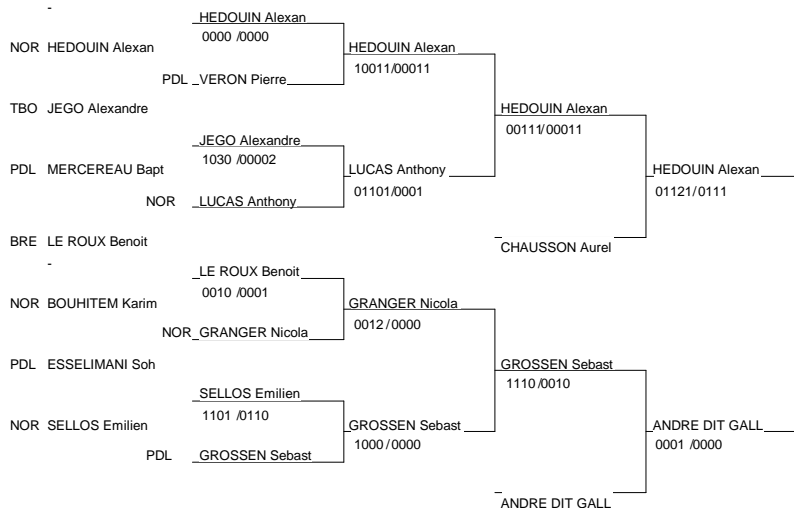 -
HEDOUIN Alexan
0000 /0000
NOR HEDOUIN Alexan
HEDOUIN Alexan
10011/00011
PDL VERON Pierre
TBO JEGO Alexandre
HEDOUIN Alexan
00111/00011
JEGO Alexandre
1030 /00002
PDL MERCEREAU Bapt
LUCAS Anthony
01101/0001
HEDOUIN Alexan
01121/0111
NOR LUCAS Anthony
BRE LE ROUX Benoit
CHAUSSON Aurel
-
LE ROUX Benoit
0010 /0001
NOR BOUHITEM Karim
GRANGER Nicola
0012/0000
NOR GRANGER Nicola
PDL ESSELIMANI Soh
GROSSEN Sebast
1110/0010
SELLOS Emilien
1101 /0110
NOR SELLOS Emilien
GROSSEN Sebast
1000/0000
ANDRE DIT GALL
0001 /0000
PDL GROSSEN Sebast
ANDRE DIT GALL